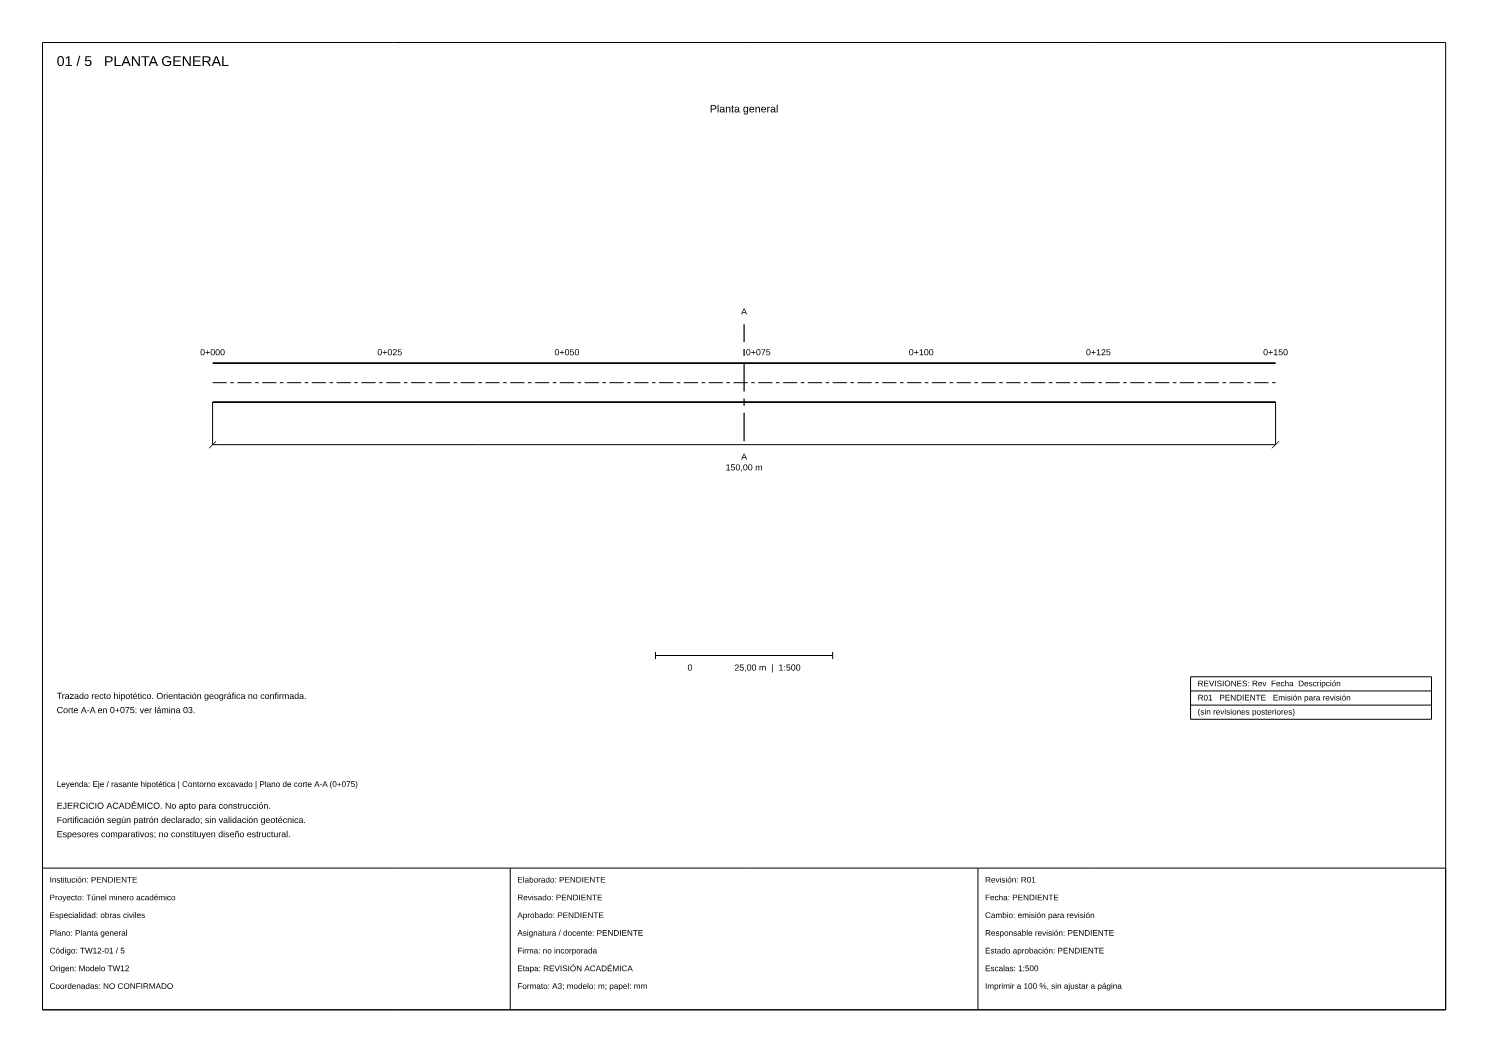 01 / 5   PLANTA GENERAL
Planta general
A
0+000   0+025   0+050   0+075   0+100   0+125   0+150
A
150,00 m
0   25,00 m  |  1:500
Trazado recto hipotético. Orientación geográfica no confirmada.
Corte A-A en 0+075: ver lámina 03.
REVISIONES: Rev  Fecha  Descripción
R01   PENDIENTE   Emisión para revisión
(sin revisiones posteriores)
Leyenda: Eje / rasante hipotética | Contorno excavado | Plano de corte A-A (0+075)
EJERCICIO ACADÉMICO. No apto para construcción.
Fortificación según patrón declarado; sin validación geotécnica.
Espesores comparativos; no constituyen diseño estructural.
Institución: PENDIENTE
Proyecto: Túnel minero académico
Especialidad: obras civiles
Plano: Planta general
Código: TW12-01 / 5
Origen: Modelo TW12
Coordenadas: NO CONFIRMADO
Elaborado: PENDIENTE
Revisado: PENDIENTE
Aprobado: PENDIENTE
Asignatura / docente: PENDIENTE
Firma: no incorporada
Etapa: REVISIÓN ACADÉMICA
Formato: A3; modelo: m; papel: mm
Revisión: R01
Fecha: PENDIENTE
Cambio: emisión para revisión
Responsable revisión: PENDIENTE
Estado aprobación: PENDIENTE
Escalas: 1:500
Imprimir a 100 %, sin ajustar a página